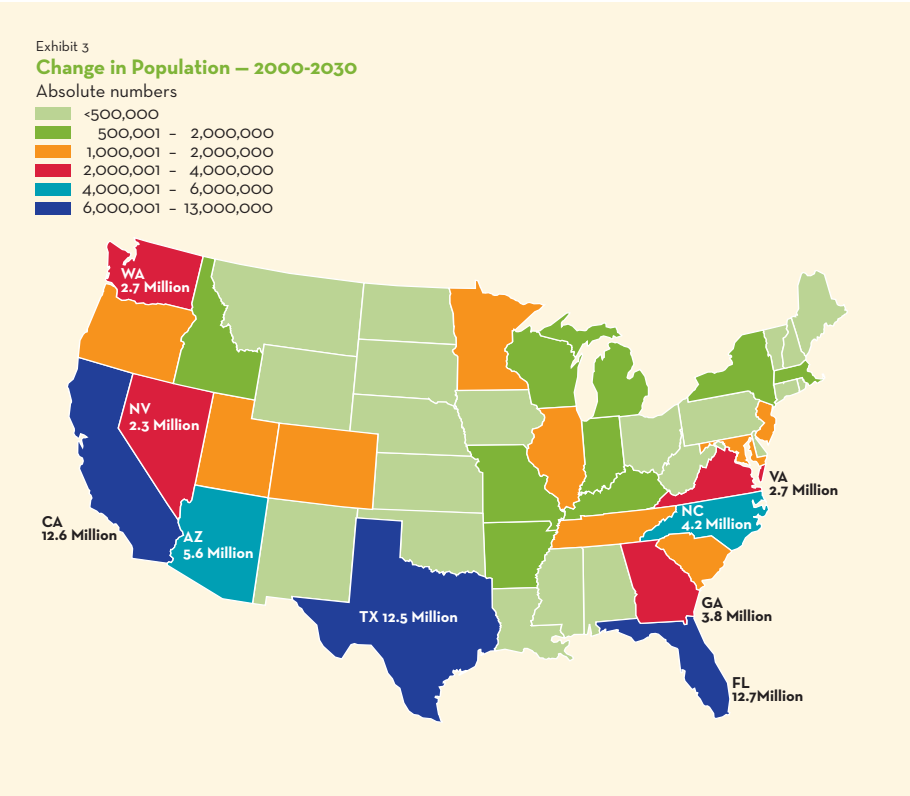 Exhibit 3
Change in Population – 2000-2030
Absolute numbers
<500,000
500,001 – 2,000,000
1,000,001 – 2,000,000
2,000,001 – 4,000,000
4,000,001 – 6,000,000
6,000,001 – 13,000,000
WA
2.7 Million
NV
2.3 Million
CA
12.6 Million
AZ
5.6 Million
TX 12.5 Million
VA
2.7 Million
NC
4.2 Million
GA
3.8 Million
FL
12.7Million